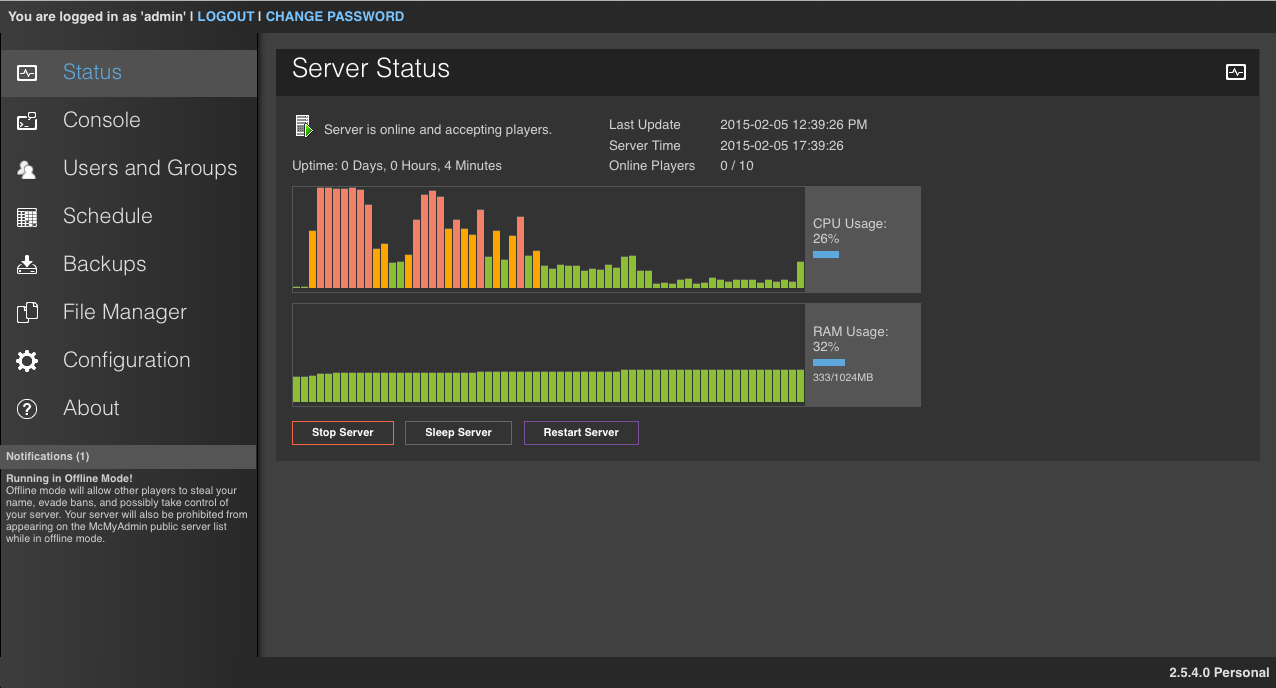 You are logged in as 'admin' | LOGOUT | CHANGE PASSWORD
Status
Console
Users and Groups
Schedule
Backups
File Manager
Configuration
About
Notifications (1)
Running in Offline Mode!
Offline mode will allow other players to steal your
name, evade bans, and possibly take control of
your server. Your server will also be prohibited from
appearing on the McMyAdmin public server list
while in offline mode.
Server Status
Server is online and accepting players.
Uptime: 0 Days, 0 Hours, 4 Minutes
Last Update 2015-02-05 12:39:26 PM
Server Time 2015-02-05 17:39:26
Online Players 0 / 10
CPU Usage:
26%
RAM Usage:
32%
333/1024MB
Stop Server Sleep Server Restart Server
2.5.4.0 Personal